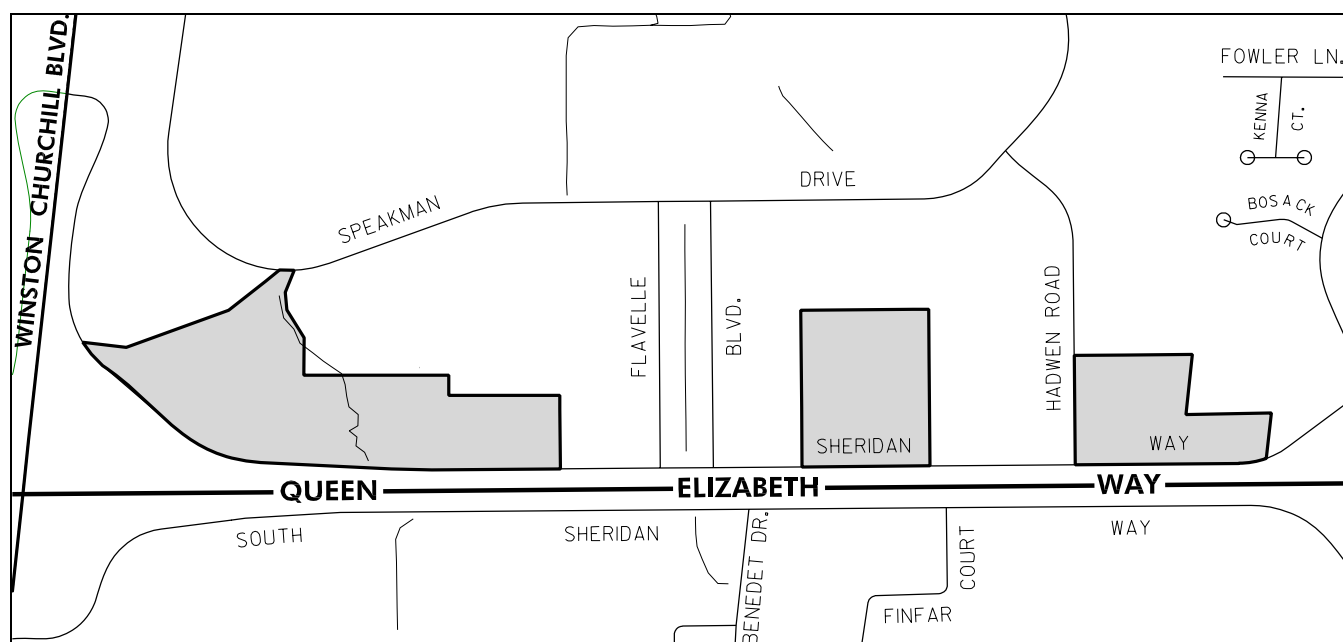 WINSTON CHURCHILL BLVD.
FOWLER LN.
KENNA CT.
DRIVE
SPEAKMAN
BOSACK
COURT
FLAVELLE BLVD.
HADWEN ROAD
SHERIDAN WAY
QUEEN ELIZABETH WAY
SOUTH SHERIDAN WAY
BENEDET DR.
COURT
FINFAR